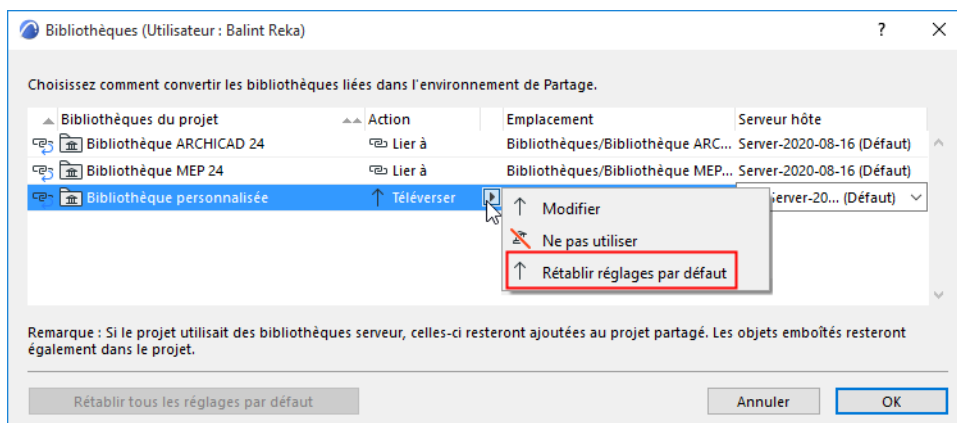 Bibliothèques (Utilisateur : Balint Reka)
?
Choisissez comment convertir les bibliothèques liées dans l'environnement de Partage.
Bibliothèques du projet Action Emplacement Serveur hôte
Bibliothèque ARCHICAD 24 Lier à Bibliothèques/Bibliothèque ARC... Server-2020-08-16 (Défaut)
Bibliothèque MEP 24 Lier à Bibliothèques/Bibliothèque MEP... Server-2020-08-16 (Défaut)
Bibliothèque personnalisée Téléverser Server-20... (Défaut)
Modifier
Ne pas utiliser
Rétablir réglages par défaut
Remarque : Si le projet utilisait des bibliothèques serveur, celles-ci resteront ajoutées au projet partagé. Les objets emboîtés resteront
également dans le projet.
Rétablir tous les réglages par défaut Annuler OK